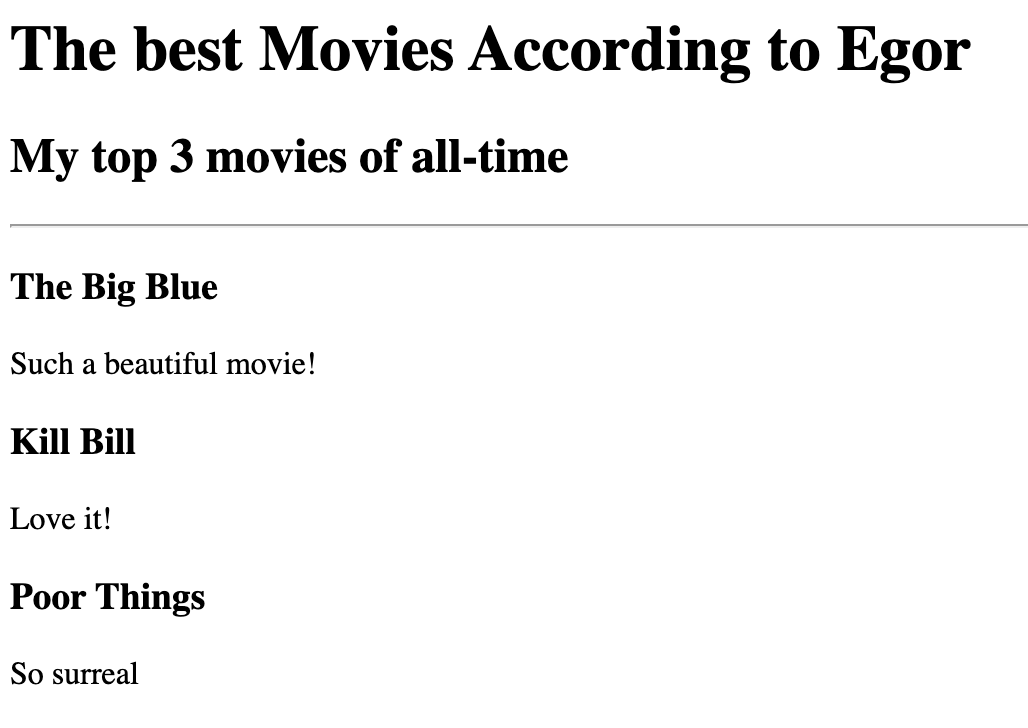 The best Movies According to Egor
My top 3 movies of all-time
The Big Blue
Such a beautiful movie!
Kill Bill
Love it!
Poor Things
So surreal